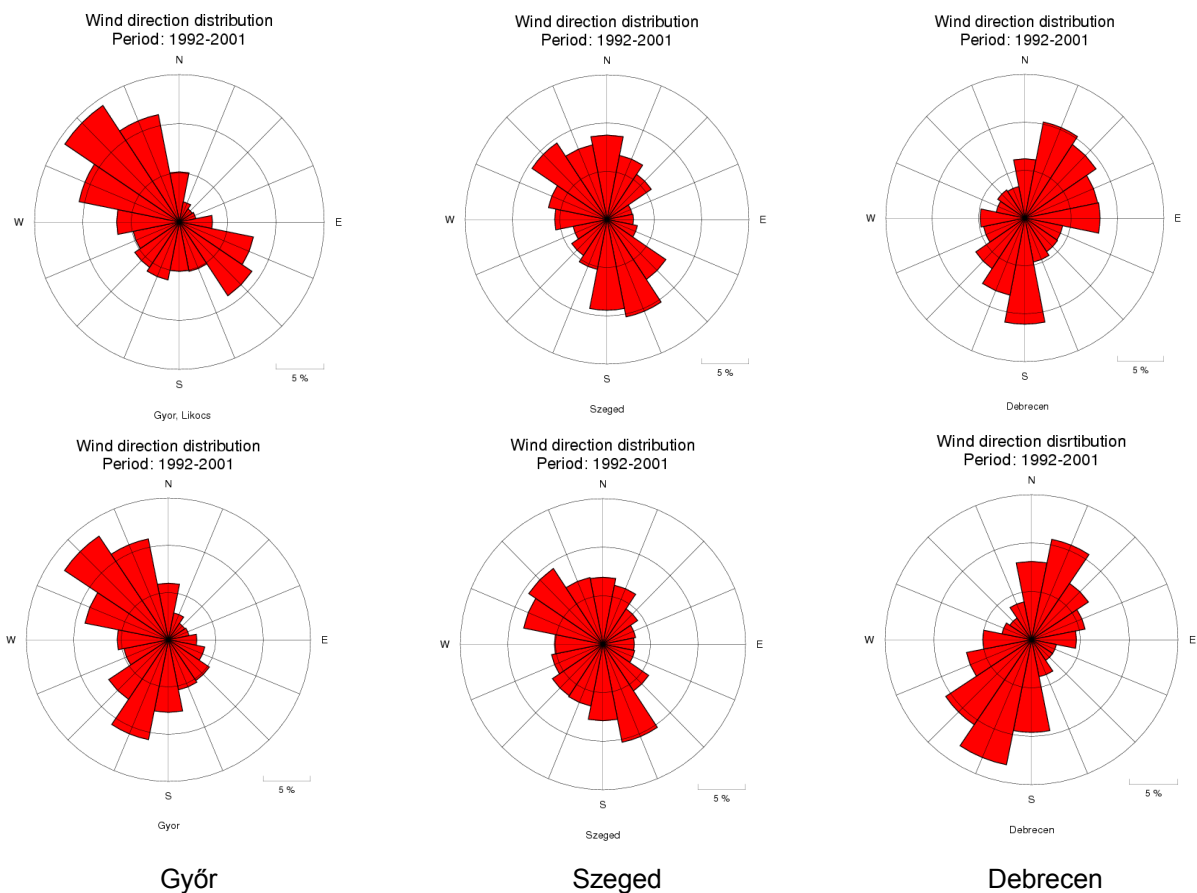 Wind direction distribution
Period: 1992-2001
N
W
E
S
5 %
Gyor, Likocs
Wind direction distribution
Period: 1992-2001
N
W
E
S
5 %
Szeged
Wind direction distribution
Period: 1992-2001
N
W
E
S
5 %
Debrecen
Wind direction distribution
Period: 1992-2001
N
W
E
S
5 %
Gyor
Wind direction distribution
Period: 1992-2001
N
W
E
S
5 %
Szeged
Wind direction disrtibution
Period: 1992-2001
N
W
E
S
5 %
Debrecen
Győr
Szeged
Debrecen